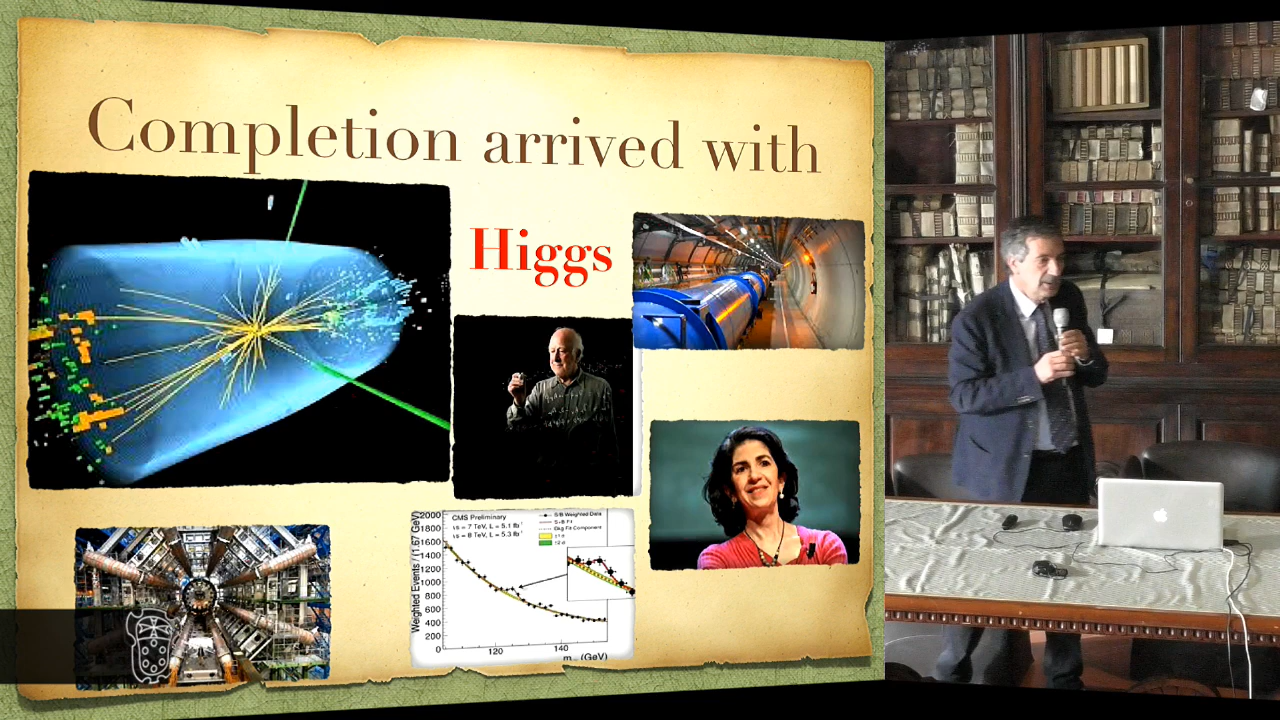 Completion arrived with
Higgs
CMS Preliminary
√s = 7 TeV, L = 5.1 fb⁻¹
√s = 8 TeV, L = 5.3 fb⁻¹
S/B Weighted Data
S+B Fit
Bkg Fit Component
±1 σ
±2 σ
Weighted Events / (1.67 GeV)
2000
1800
1600
1400
1200
1000
800
600
400
200
0
120
140
(GeV)